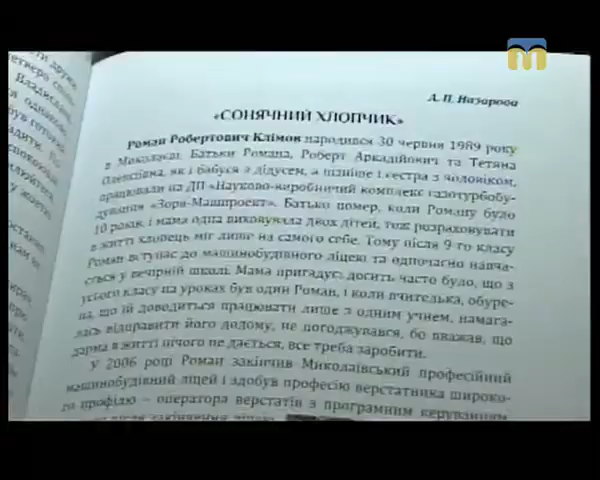 Л. П. Назарова
«СОНЯЧНИЙ ХЛОПЧИК»
Роман Робертович Клімов народився 30 червня 1989 року
в Миколаєві. Батьки Романа, Роберт Аркадійович та Тетяна
Олексіївна, як і бабуся з дідусем, а пізніше і сестра з чоловіком,
працювали на ДП «Науково-виробничий комплекс газотурбобу-
дування «Зоря-Машпроект». Батько помер, коли Роману було
10 років, і мама одна виховувала двох дітей, тож розраховувати
в житті хлопець міг лише на самого себе. Тому після 9-го класу
Роман вступає до машинобудівного ліцею та одночасно навча-
ється у вечірній школі. Мама пригадує: досить часто було, що з
усього класу на уроках був один Роман, і коли вчителька, обуре-
на, що їй доводиться працювати лише з одним учнем, намага-
лась відправити його додому, не погоджувався, бо вважав, що
дарма в житті нічого не дається, все треба заробити.
У 2006 році Роман закінчив Миколаївський професійний
машинобудівний ліцей і здобув професію верстатника широко-
го профілю – оператора верстатів з програмним керуванням